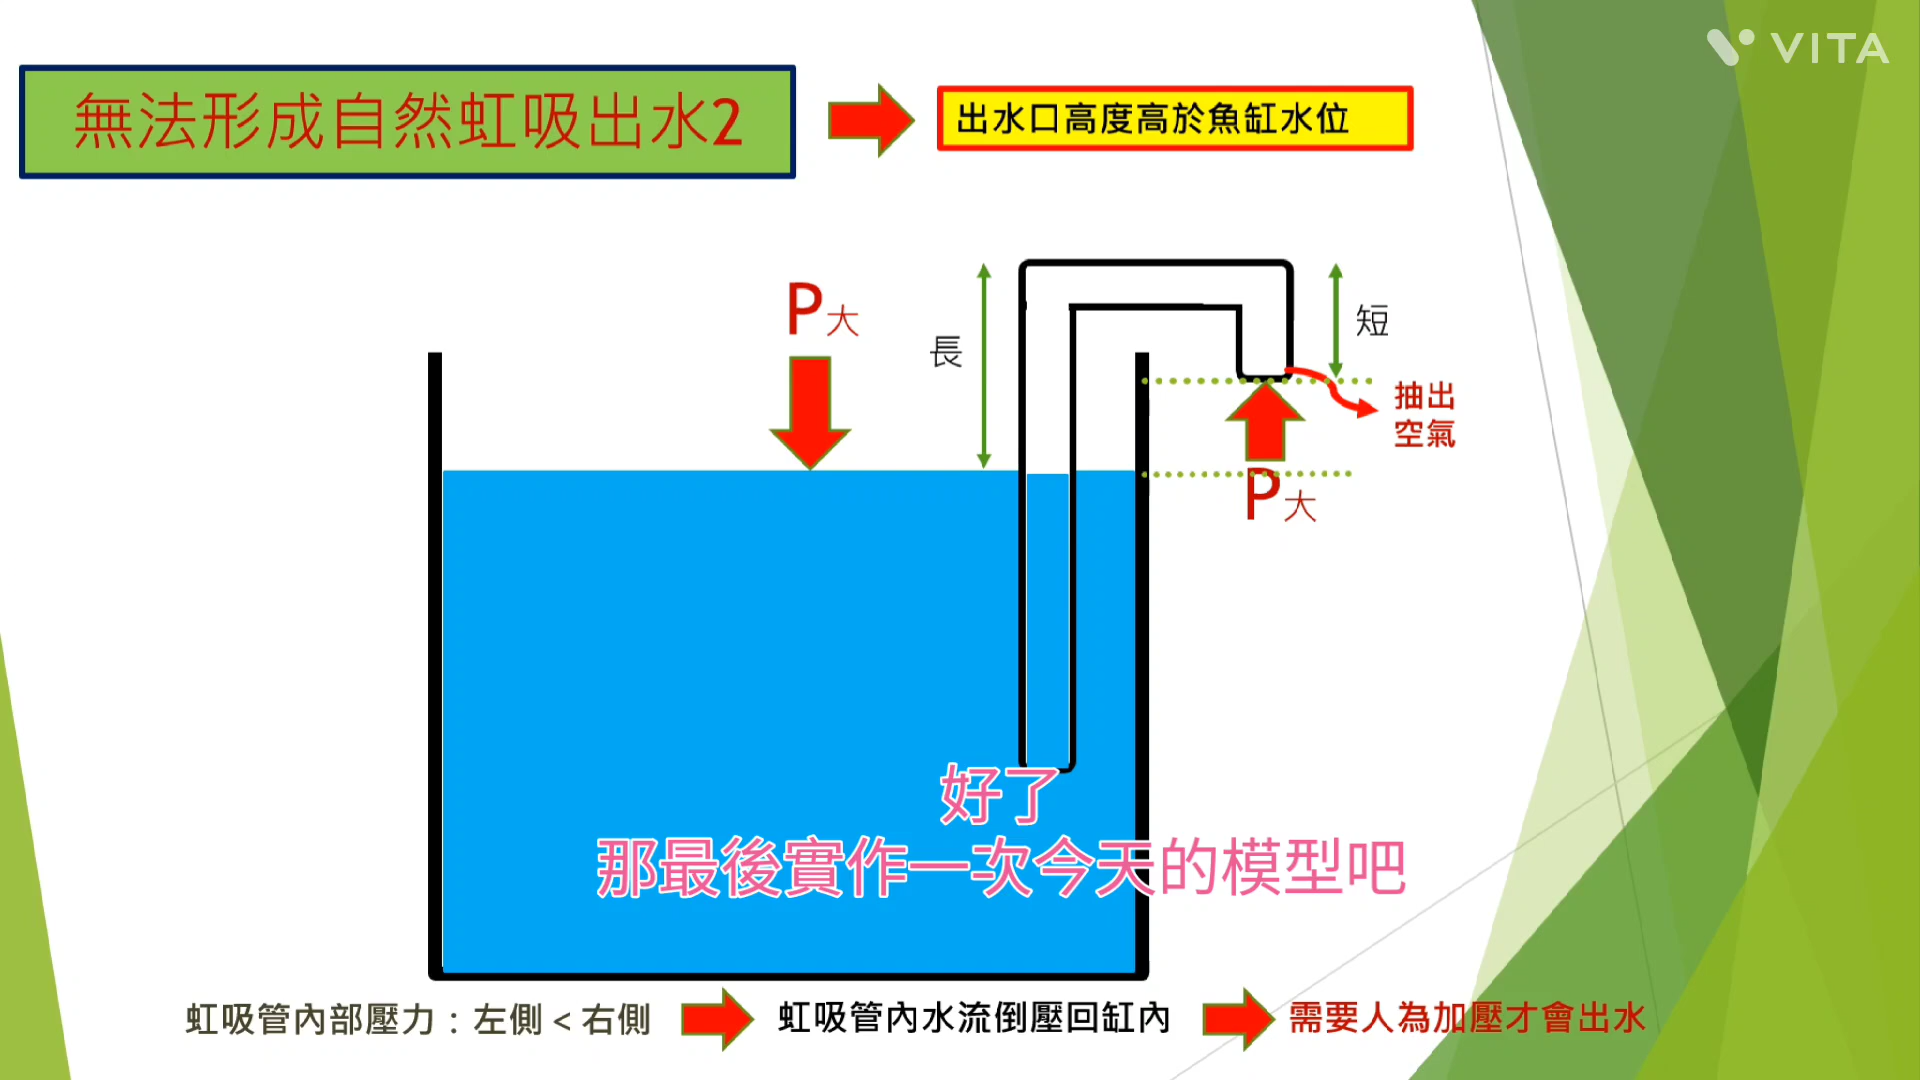 VITA
無法形成自然虹吸出水2
出水口高度高於魚缸水位
P大
長
短
抽出
空氣
P大
好了
那最後實作一次今天的模型吧
虹吸管內部壓力：左側＜右側
虹吸管內水流倒壓回缸內
需要人為加壓才會出水